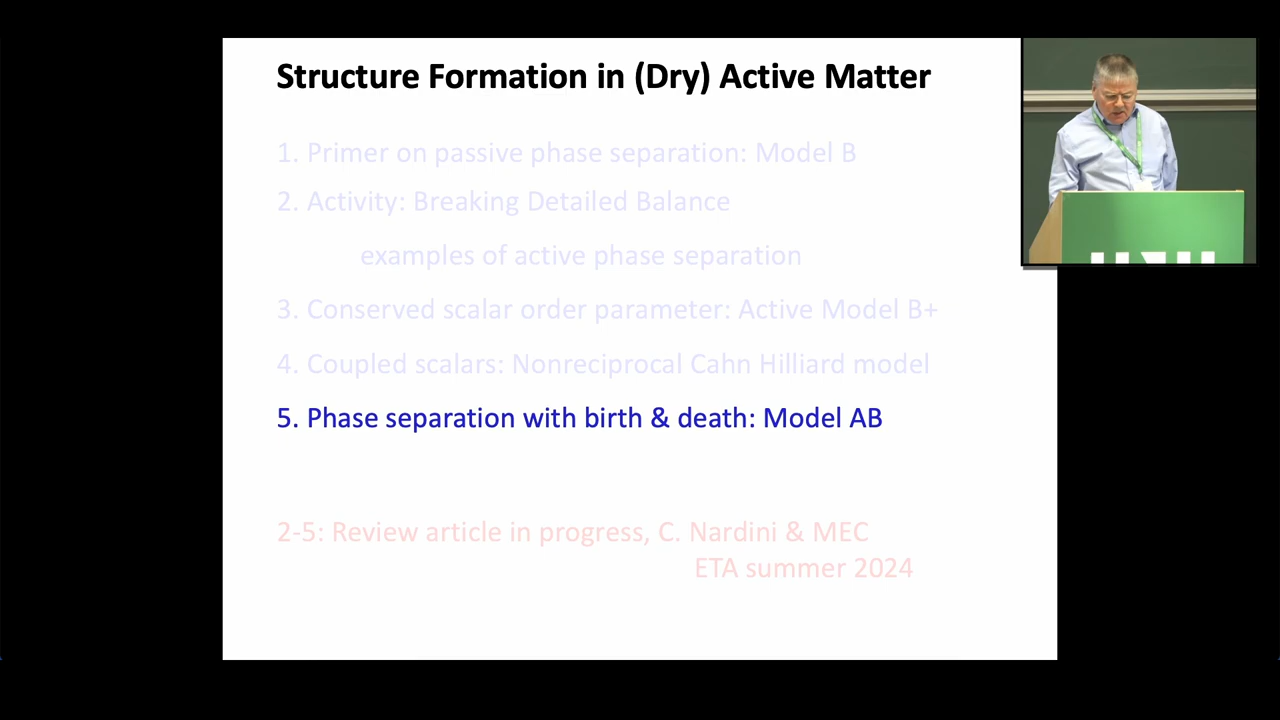 Structure Formation in (Dry) Active Matter
1. Primer on passive phase separation: Model B
2. Activity: Breaking Detailed Balance
examples of active phase separation
3. Conserved scalar order parameter: Active Model B+
4. Coupled scalars: Nonreciprocal Cahn Hilliard model
5. Phase separation with birth & death: Model AB
2-5: Review article in progress, C. Nardini & MEC
ETA summer 2024